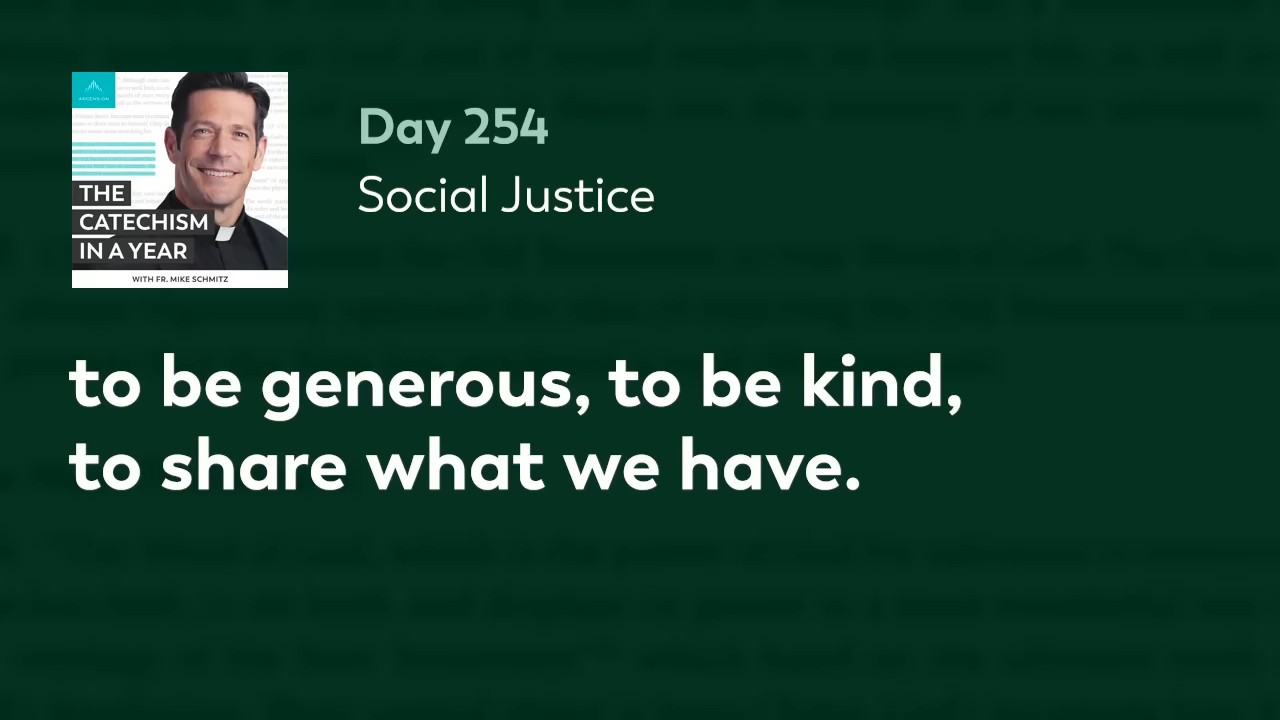 ASCENSION
THE
CATECHISM
IN A YEAR
WITH FR. MIKE SCHMITZ
Day 254
Social Justice
to be generous, to be kind,
to share what we have.